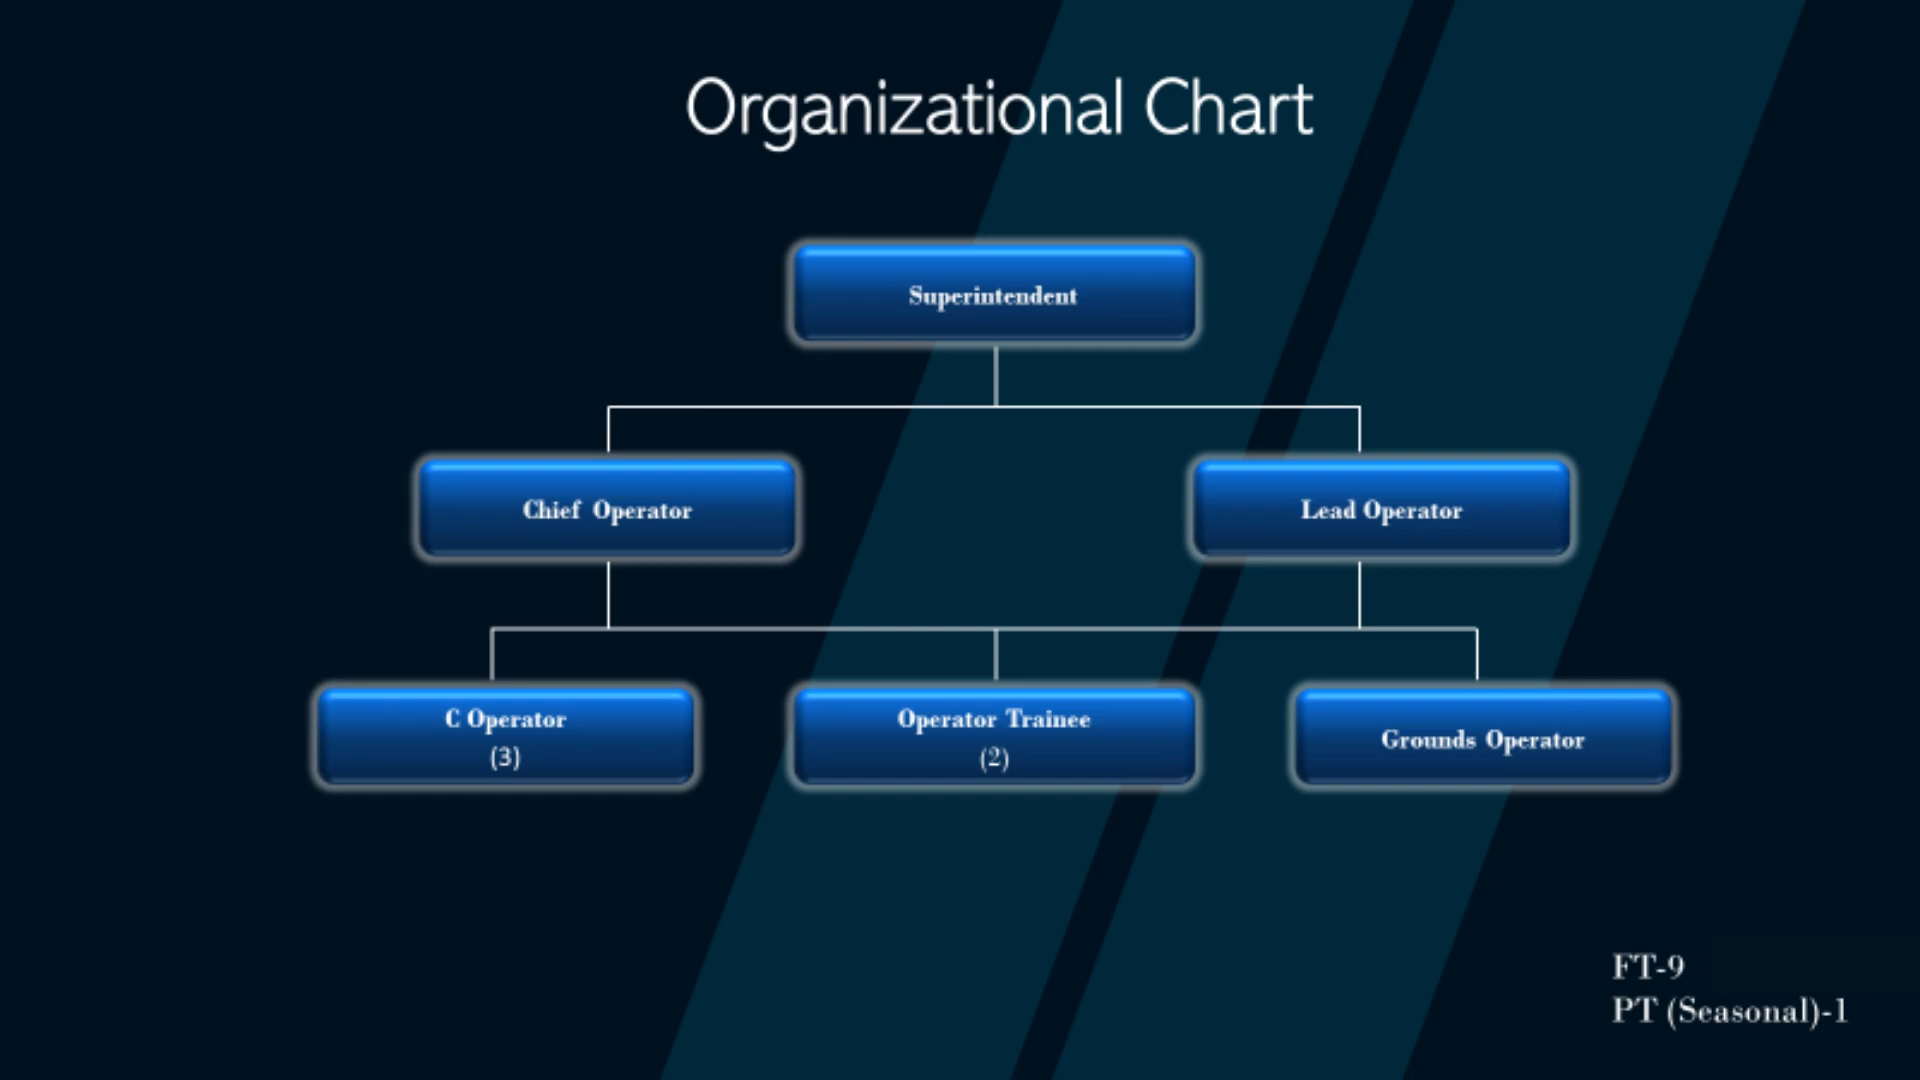 Organizational Chart
Superintendent
Chief Operator
Lead Operator
C Operator
(3)
Operator Trainee
(2)
Grounds Operator
FT-9
PT (Seasonal)-1